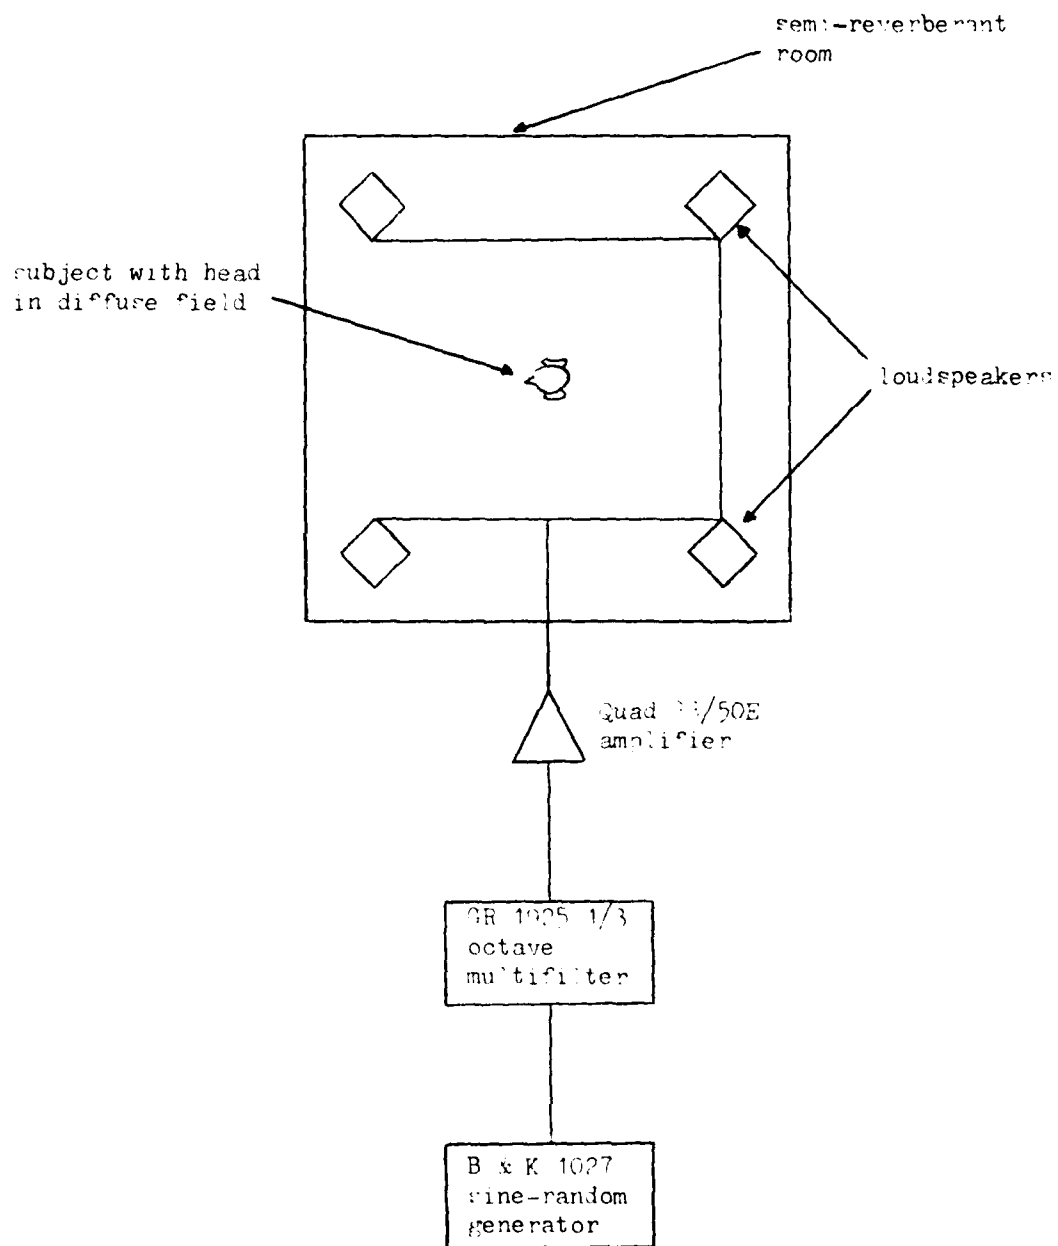 semi-reverberant
room
subject with head
in diffuse field
loudspeakers
Quad /50E
amplifier
GR 1925 1/3
octave
multifilter
B & K 1027
sine-random
generator